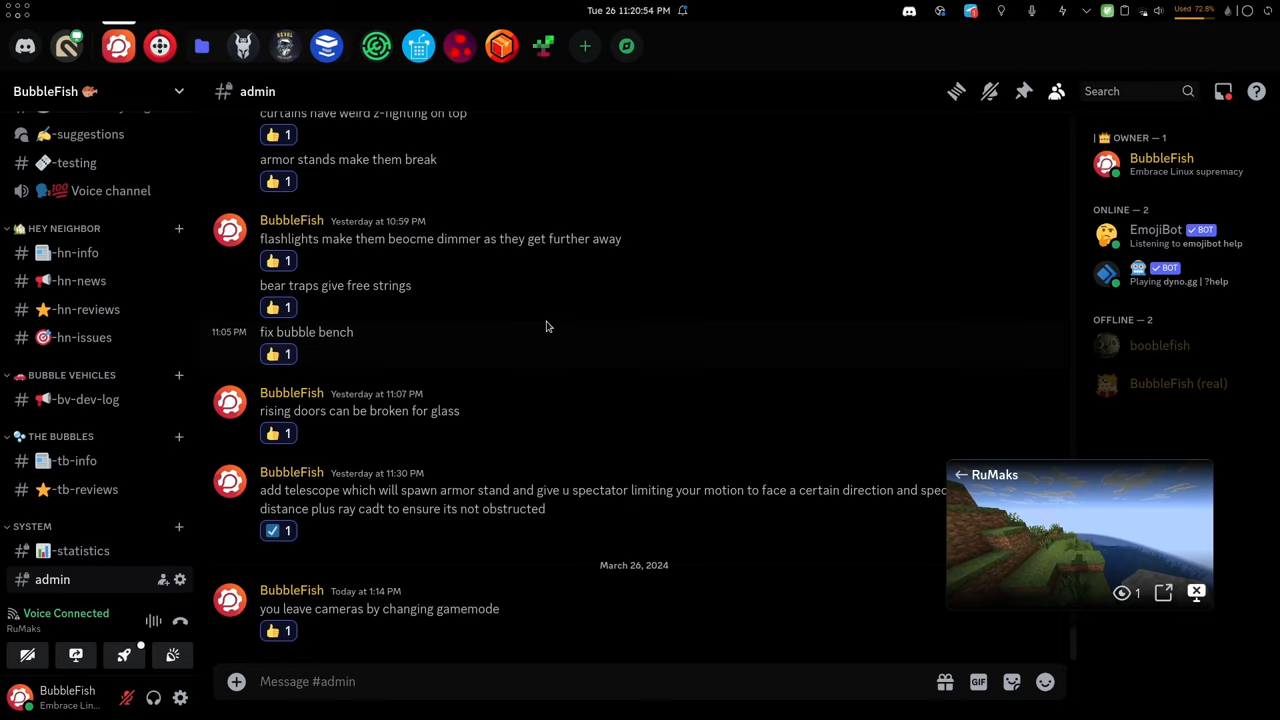 Tue 26 11:20:54 PM
Used 72.8%
BubbleFish
admin
Search
-suggestions
-testing
Voice channel
HEY NEIGHBOR
-hn-info
-hn-news
-hn-reviews
-hn-issues
BUBBLE VEHICLES
-bv-dev-log
THE BUBBLES
-tb-info
-tb-reviews
SYSTEM
-statistics
admin
Voice Connected
RuMaks
BubbleFish
Embrace Lin...
curtains have weird z-fighting on top
1
armor stands make them break
1
BubbleFish Yesterday at 10:59 PM
flashlights make them beocme dimmer as they get further away
1
bear traps give free strings
1
11:05 PM fix bubble bench
1
BubbleFish Yesterday at 11:07 PM
rising doors can be broken for glass
1
BubbleFish Yesterday at 11:30 PM
add telescope which will spawn armor stand and give u spectator limiting your motion to face a certain direction and spec
distance plus ray cadt to ensure its not obstructed
1
March 26, 2024
BubbleFish Today at 1:14 PM
you leave cameras by changing gamemode
1
Message #admin
GIF
OWNER — 1
BubbleFish
Embrace Linux supremacy
ONLINE — 2
EmojiBot BOT
Listening to emojibot help
BOT
Playing dyno.gg | ?help
OFFLINE — 2
booblefish
BubbleFish (real)
RuMaks
1